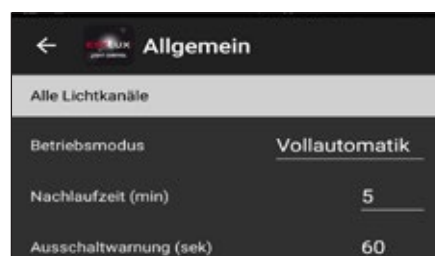 Allgemein
Alle Lichtkanäle
Betriebsmodus Vollautomatik
Nachlaufzeit (min) 5
Ausschaltwarnung (sek) 60